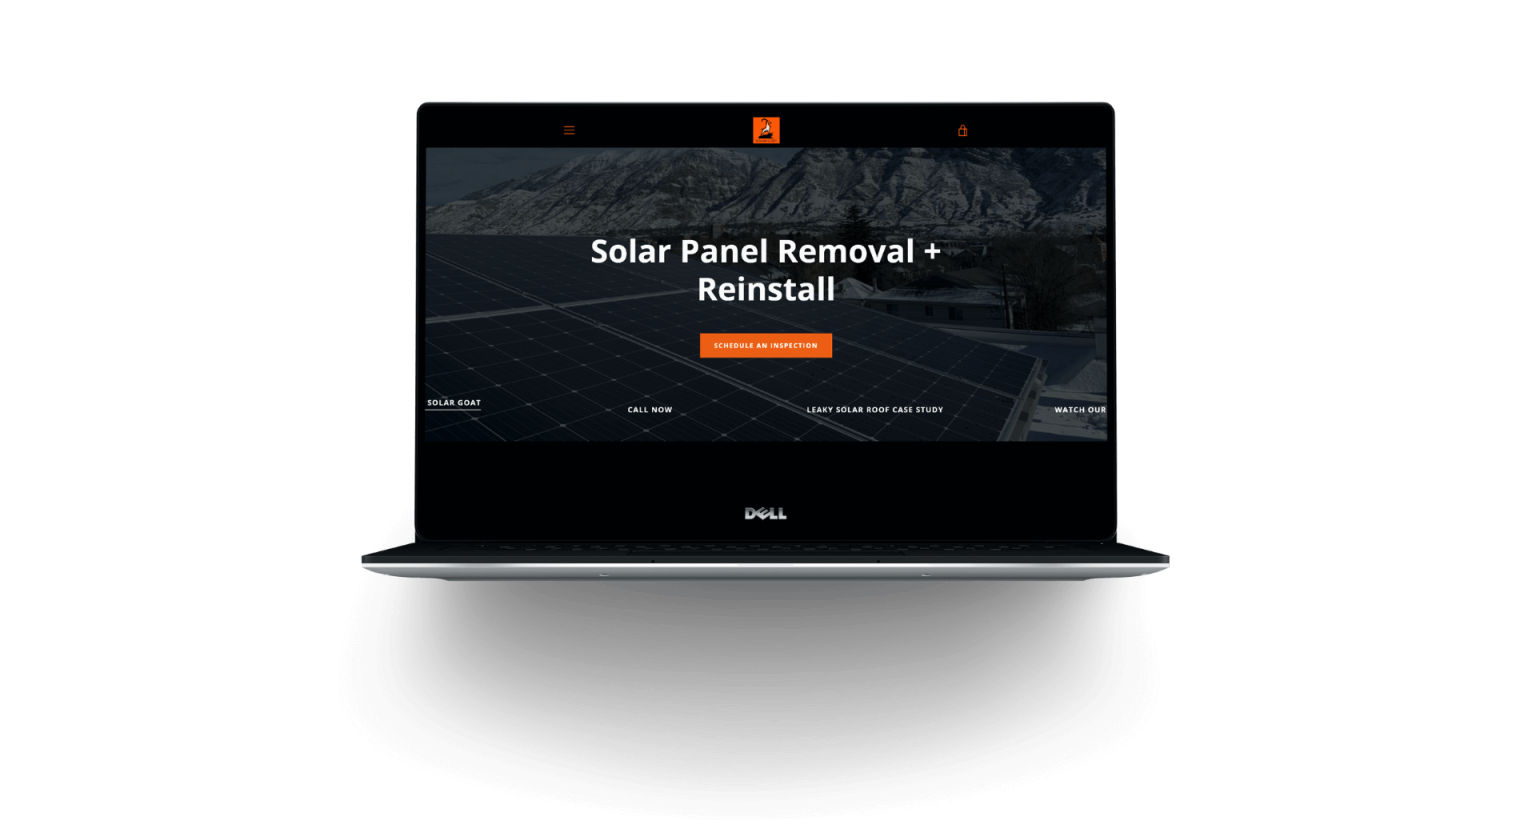 Solar Panel Removal +
Reinstall
SCHEDULE AN INSPECTION
SOLAR GOAT
CALL NOW
LEAKY SOLAR ROOF CASE STUDY
WATCH OUR
DELL